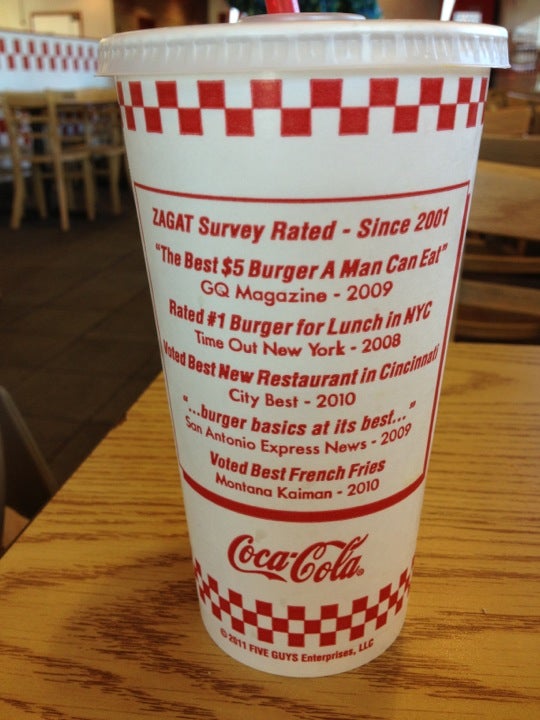 ZAGAT Survey Rated - Since 2001
"The Best $5 Burger A Man Can Eat"
GQ Magazine - 2009
Rated #1 Burger for Lunch in NYC
Time Out New York - 2008
Voted Best New Restaurant in Cincinnati
City Best - 2010
"...burger basics at its best..."
San Antonio Express News - 2009
Voted Best French Fries
Montana Kaiman - 2010
Coca-Cola
© 2011 FIVE GUYS Enterprises, LLC